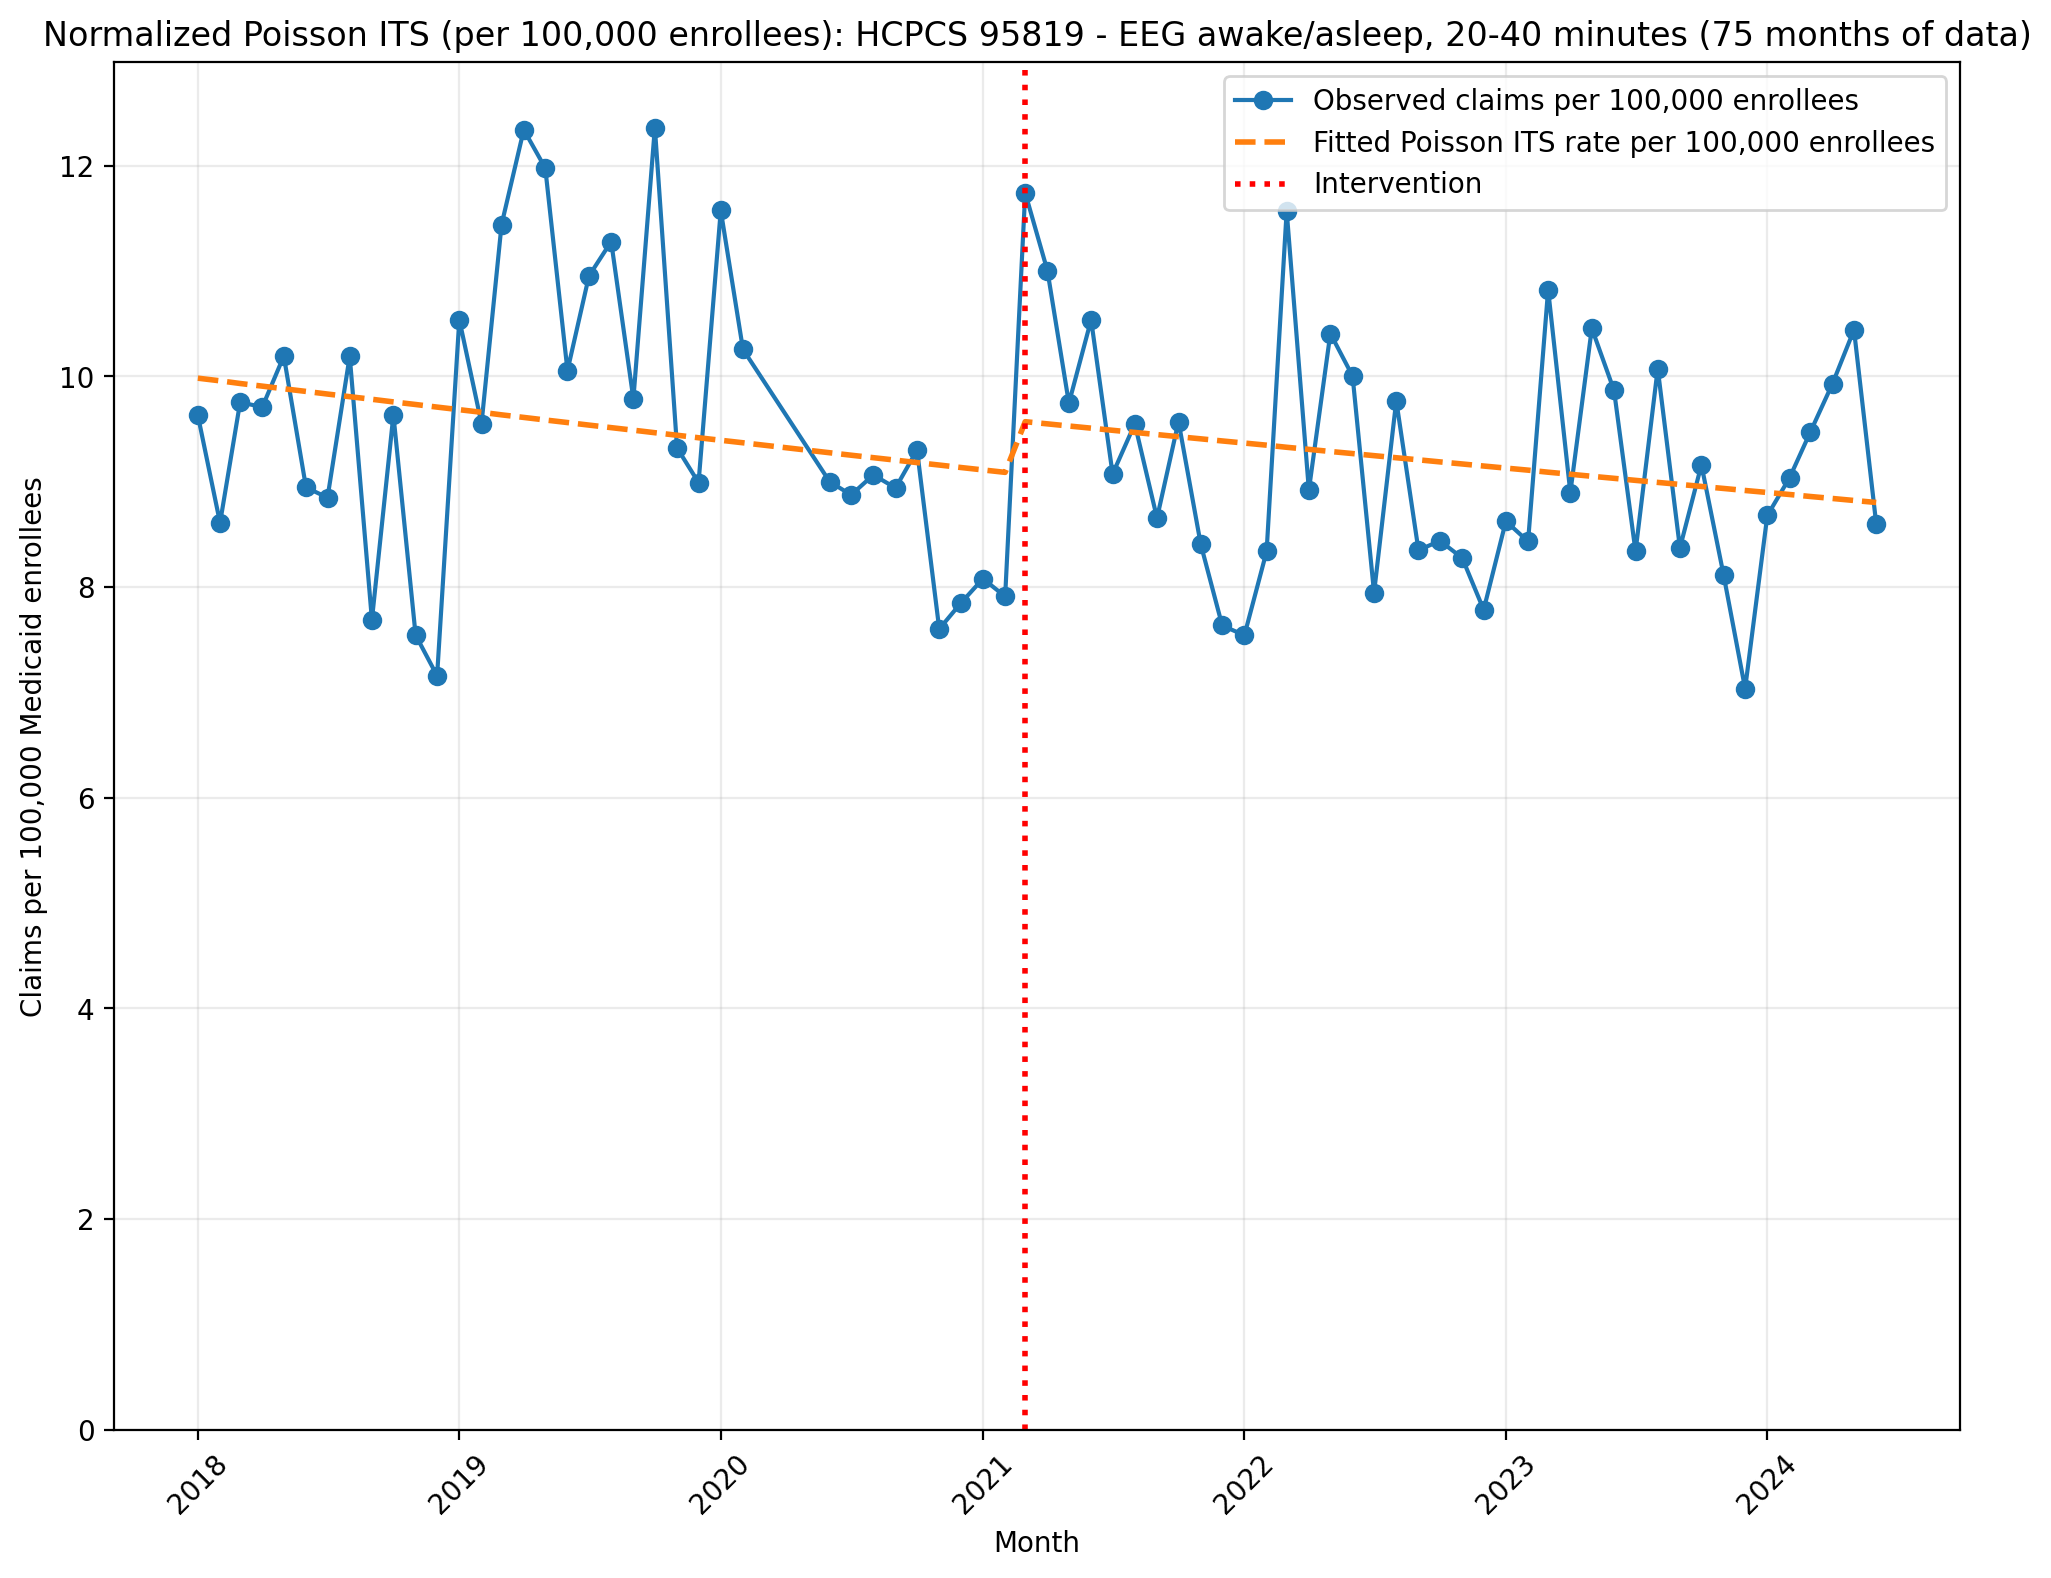 Normalized Poisson ITS (per 100,000 enrollees): HCPCS 95819 - EEG awake/asleep, 20-40 minutes (75 months of data)
Observed claims per 100,000 enrollees
Fitted Poisson ITS rate per 100,000 enrollees
Intervention
Claims per 100,000 Medicaid enrollees
12
10
8
6
4
2
0
2018
2019
2020
2021
2022
2023
2024
Month